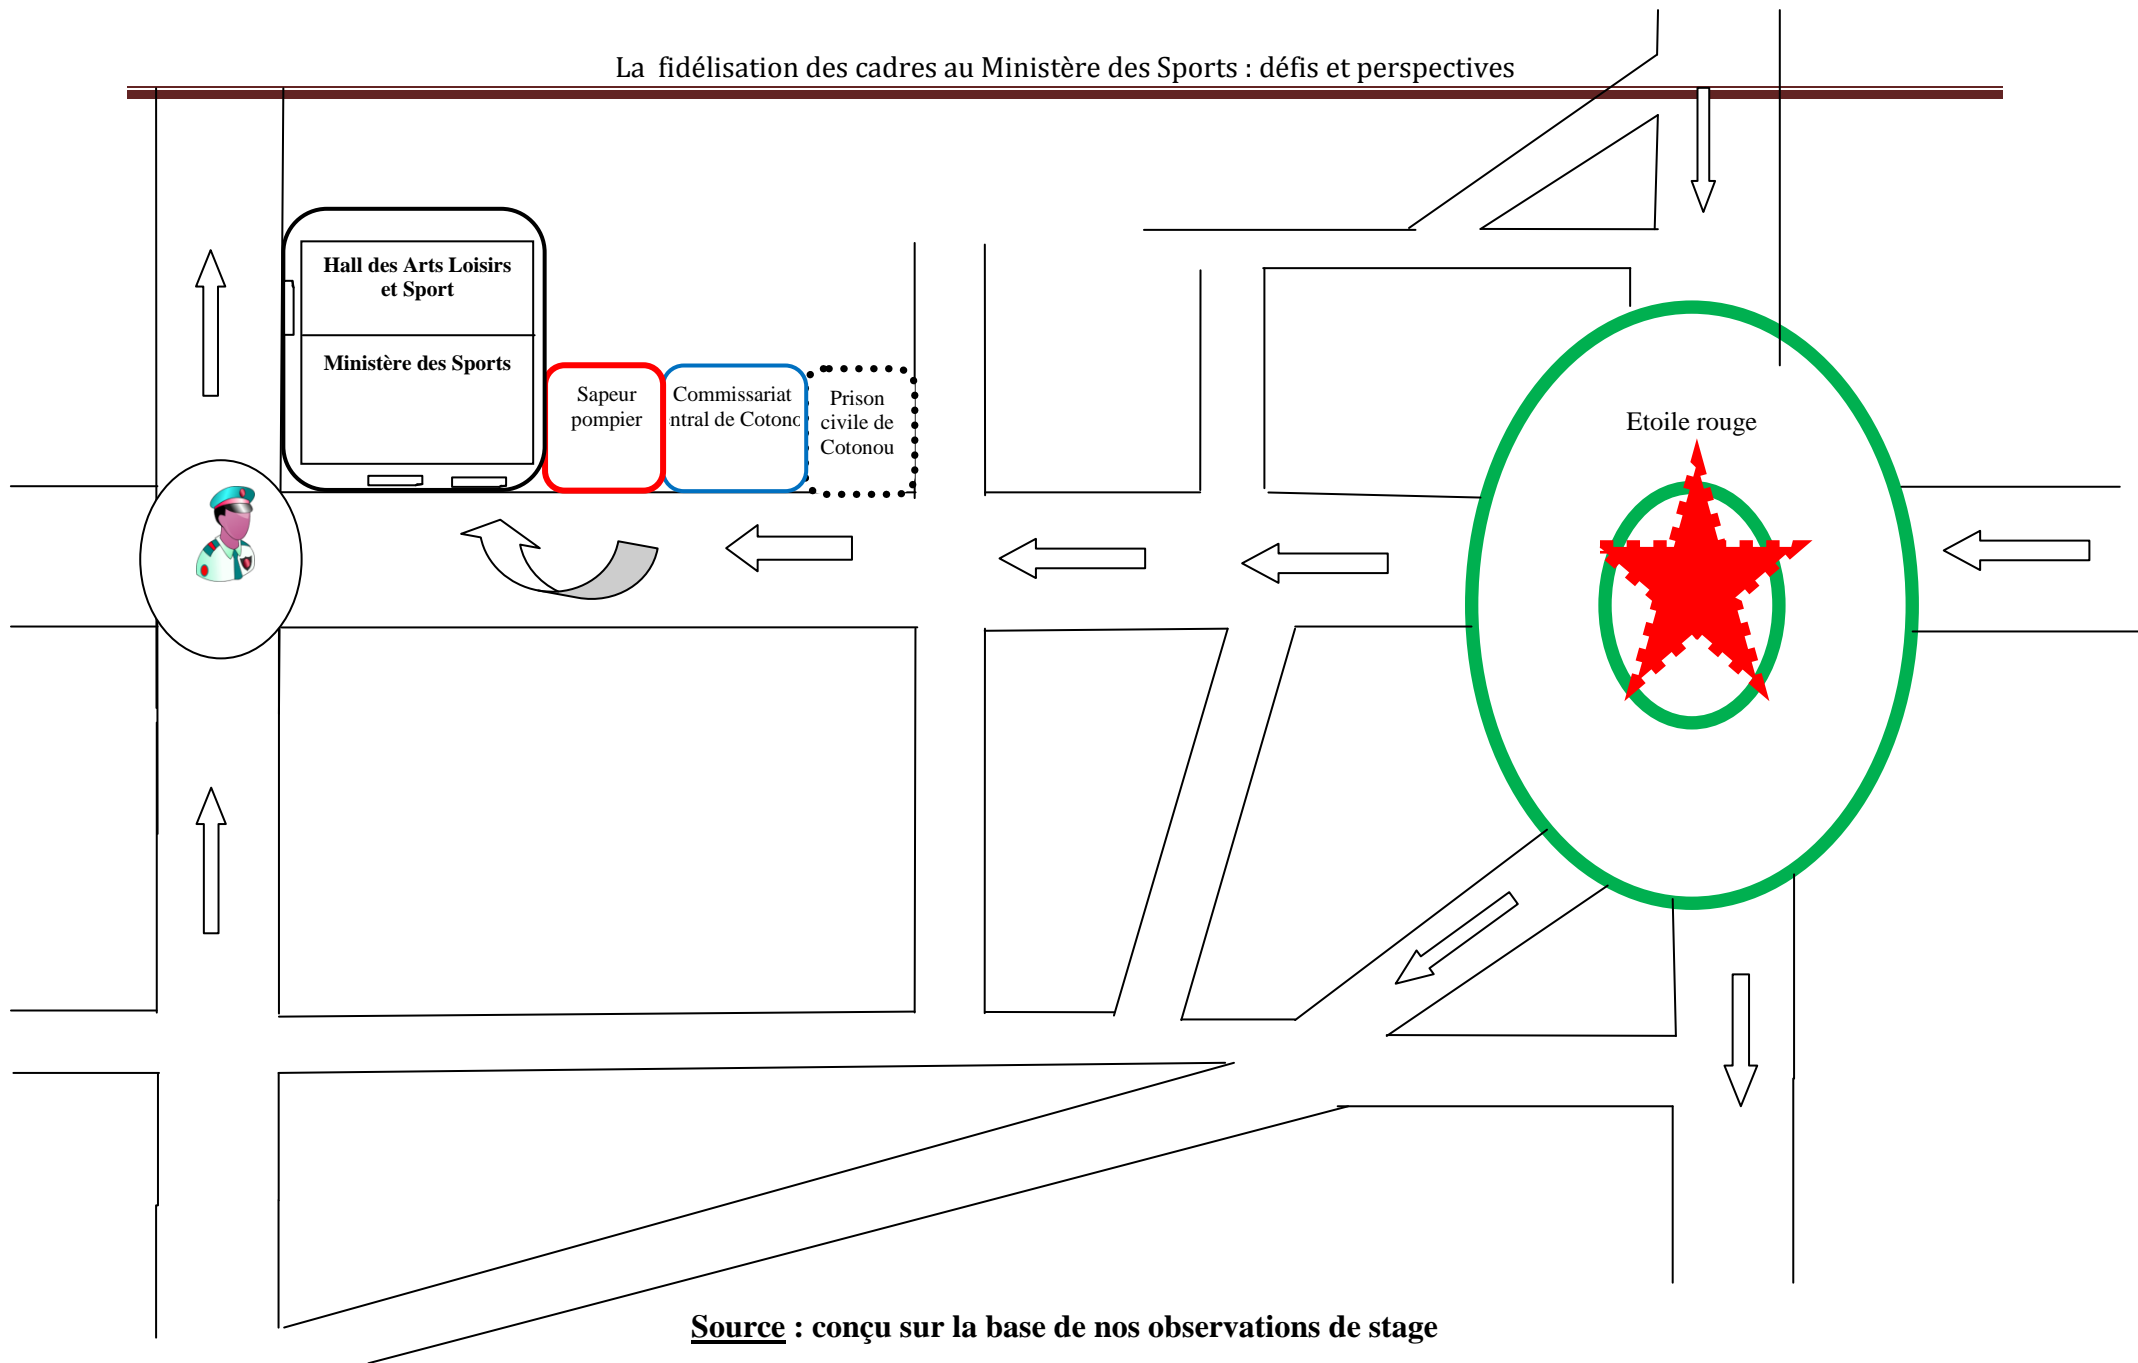 La  fidélisation des cadres au Ministère des Sports : défis et perspectives
Hall des Arts Loisirs
et Sport
Ministère des Sports
Sapeur
pompier
Commissariat
ntral de Cotono
Prison
civile de
Cotonou
Etoile rouge
Source : conçu sur la base de nos observations de stage